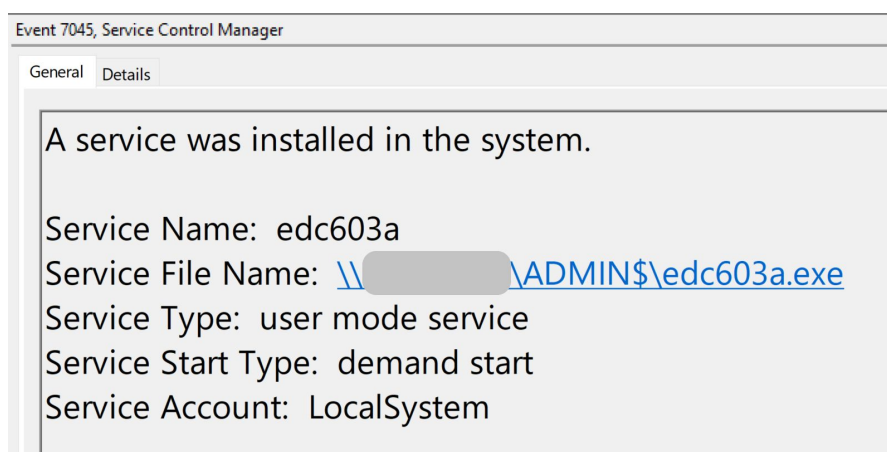 Event 7045, Service Control Manager
General Details
A service was installed in the system.
Service Name: edc603a
Service File Name: \\ \ADMIN$\edc603a.exe
Service Type: user mode service
Service Start Type: demand start
Service Account: LocalSystem